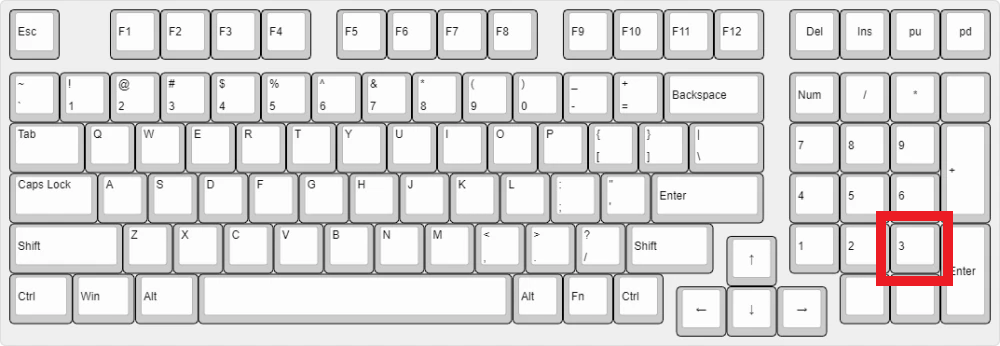 Esc F1 F2 F3 F4 F5 F6 F7 F8 F9 F10 F11 F12 Del Ins pu pd
~ ! @ # $ % ^ & * ( ) _ +
` 1 2 3 4 5 6 7 8 9 0 - = Backspace Num / *
Tab Q W E R T Y U I O P { } |
[ ] \ 7 8 9
+
Caps Lock A S D F G H J K L : " Enter
; ' 4 5 6
Shift Z X C V B N M < > ? Shift
, . / ↑ 1 2 3
Enter
Ctrl Win Alt Alt Fn Ctrl
← ↓ →